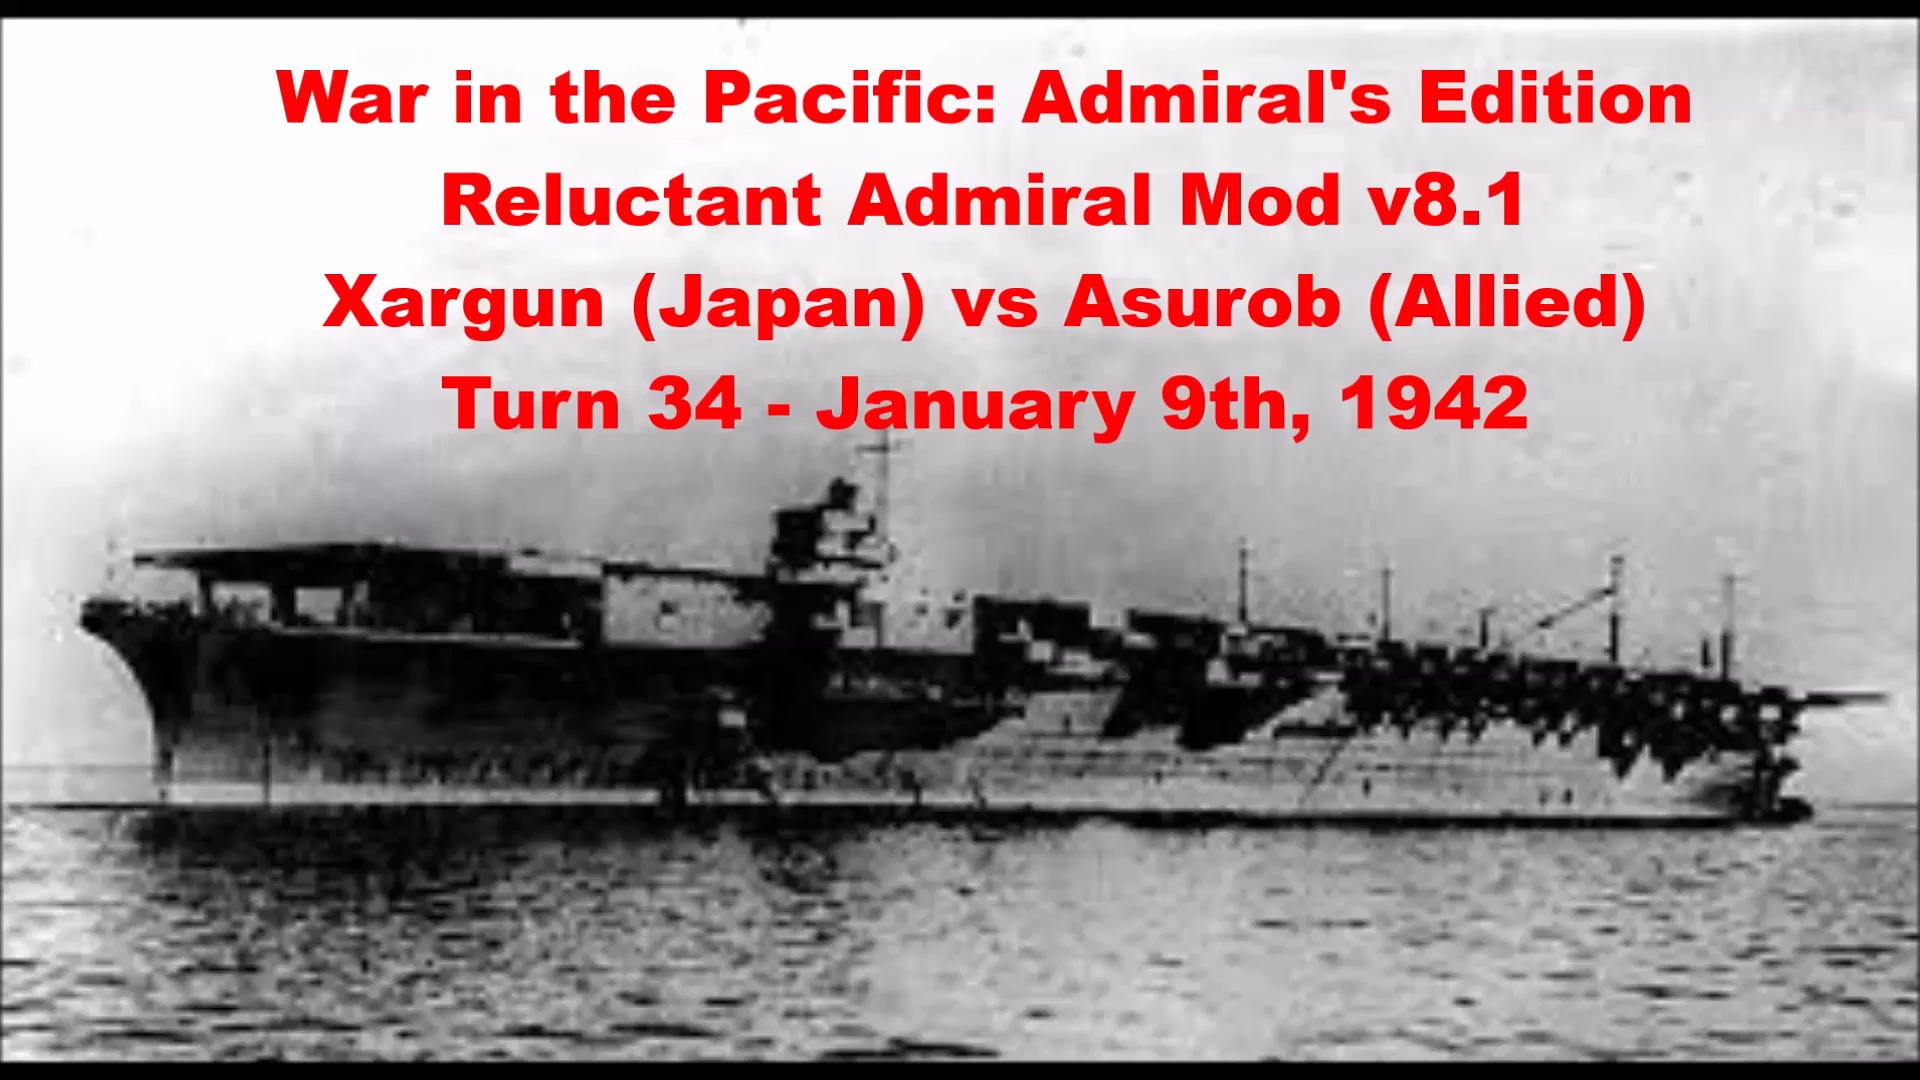 War in the Pacific: Admiral's Edition
Reluctant Admiral Mod v8.1
Xargun (Japan) vs Asurob (Allied)
Turn 34 - January 9th, 1942